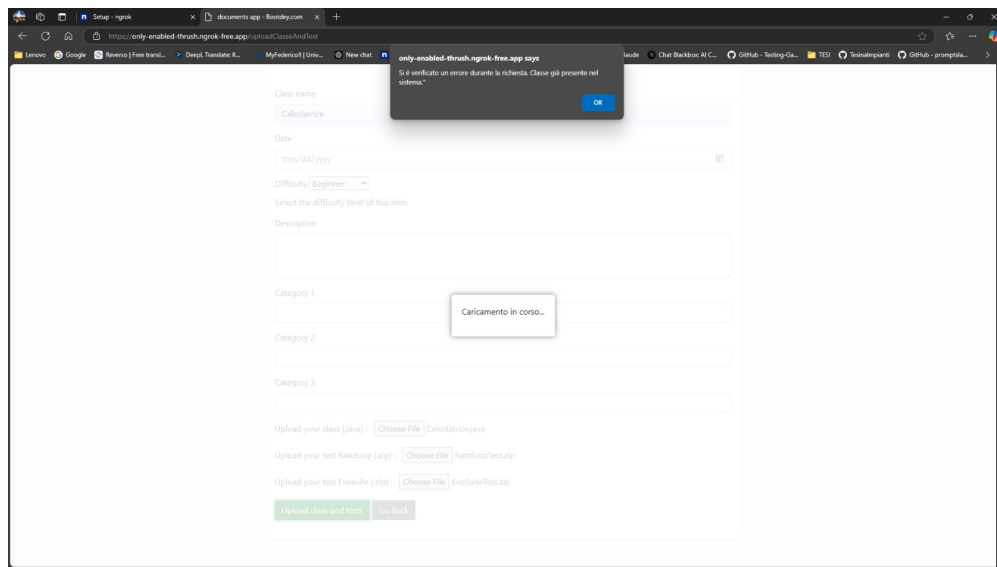 Setup - ngrok
documents app - Bootdey.com
https://only-enabled-thrush.ngrok-free.app/uploadClasseAndTest
Lenovo
Google
Reverso | Free transl...
DeepL Translate: Il...
MyFedericoII | Univ...
New chat
Chat Blackbox: AI C...
GitHub - Testing-Ga...
TESI
TesinaImpianti
GitHub - promptsla...
only-enabled-thrush.ngrok-free.app says
Si è verificato un errore durante la richiesta. Classe già presente nel
sistema."
OK
Class name
Calcolatrice
Date
mm/dd/yyyy
Difficulty Beginner
Select the difficulty level of this item
Description
Category 1
Caricamento in corso...
Category 2
Category 3
Upload your class (.java) : Choose File Calcolatrice.java
Upload your test Randoop (.zip) : Choose File RandoopTest.zip
Upload your test Evosuite (.zip) : Choose File EvoSuiteTest.zip
Upload class and tests Go Back